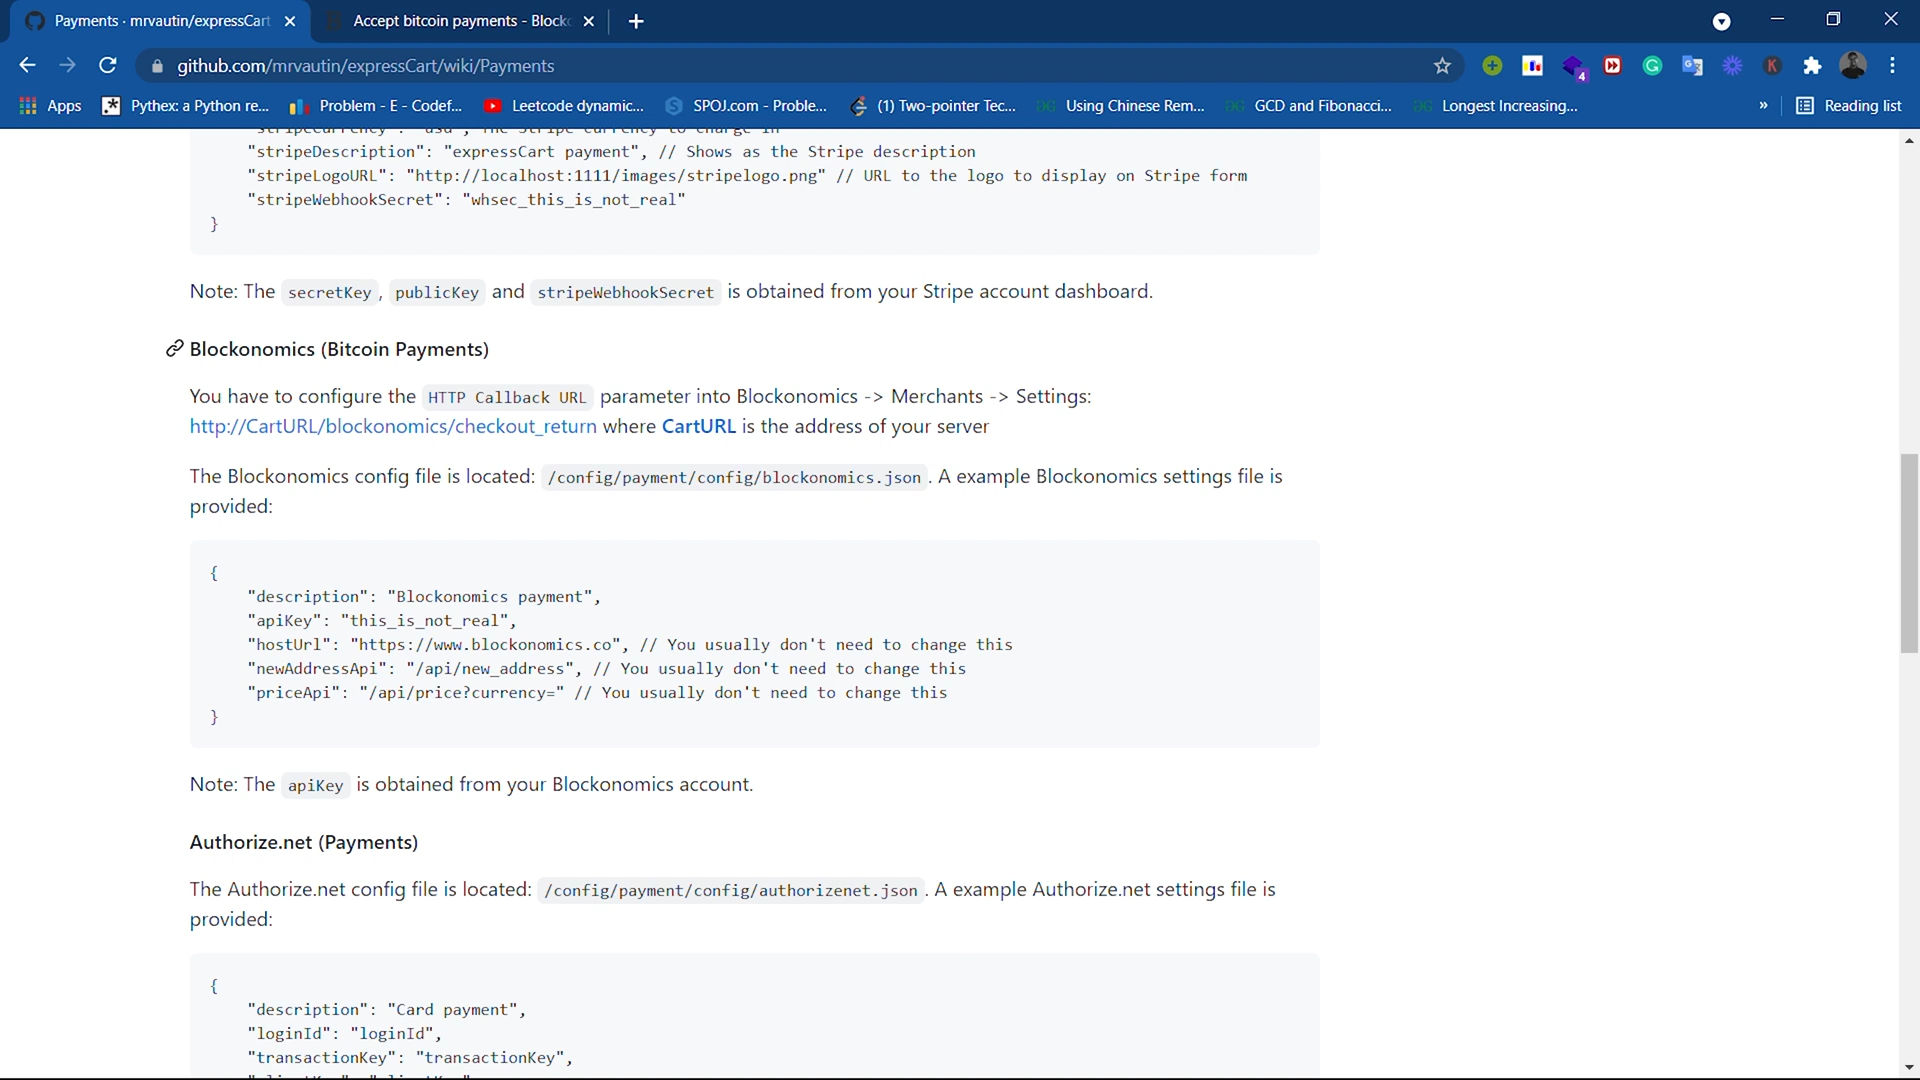 Payments · mrvautin/expressCart
Accept bitcoin payments - Block
github.com/mrvautin/expressCart/wiki/Payments
4
K
Apps
Pythex: a Python re...
Problem - E - Codef...
Leetcode dynamic...
SPOJ.com - Proble...
(1) Two-pointer Tec...
Using Chinese Rem...
GCD and Fibonacci...
Longest Increasing...
»
Reading list
"stripeCurrency": "usd", The Stripe currency to charge in
"stripeDescription": "expressCart payment", // Shows as the Stripe description
"stripeLogoURL": "http://localhost:1111/images/stripelogo.png" // URL to the logo to display on Stripe form
"stripeWebhookSecret": "whsec_this_is_not_real"
}
Note: The secretKey, publicKey and stripeWebhookSecret is obtained from your Stripe account dashboard.
Blockonomics (Bitcoin Payments)
You have to configure the HTTP Callback URL parameter into Blockonomics -> Merchants -> Settings:
http://CartURL/blockonomics/checkout_return where CartURL is the address of your server
The Blockonomics config file is located: /config/payment/config/blockonomics.json. A example Blockonomics settings file is
provided:
{
"description": "Blockonomics payment",
"apiKey": "this_is_not_real",
"hostUrl": "https://www.blockonomics.co", // You usually don't need to change this
"newAddressApi": "/api/new_address", // You usually don't need to change this
"priceApi": "/api/price?currency=" // You usually don't need to change this
}
Note: The apiKey is obtained from your Blockonomics account.
Authorize.net (Payments)
The Authorize.net config file is located: /config/payment/config/authorizenet.json. A example Authorize.net settings file is
provided:
{
"description": "Card payment",
"loginId": "loginId",
"transactionKey": "transactionKey",